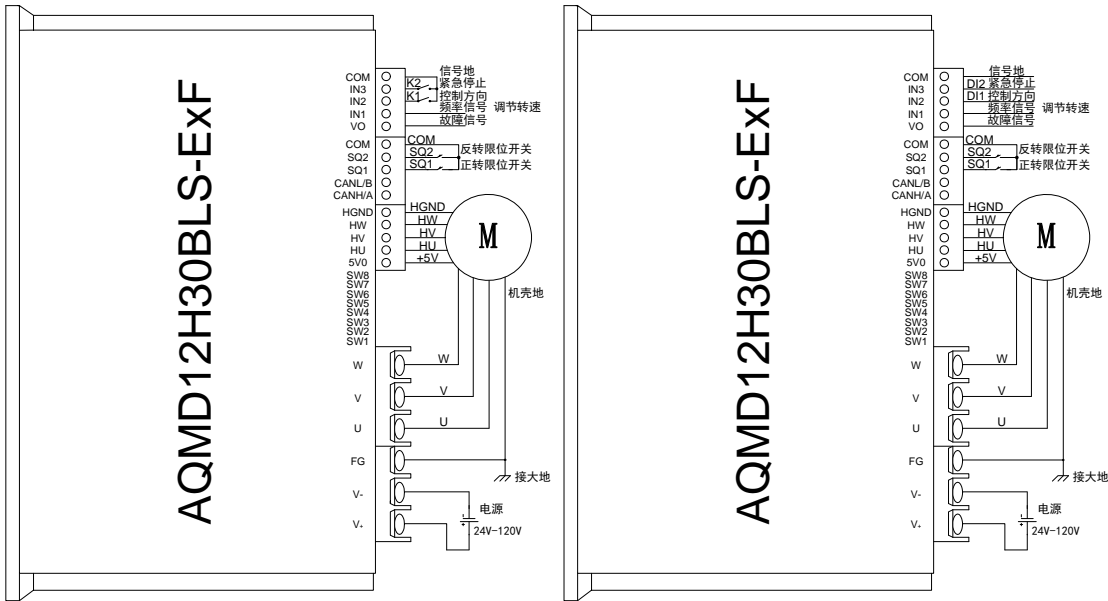 AQMD12H30BLS-ExF
COM 信号地
IN3 K2 紧急停止
IN2 K1 控制方向
IN1 频率信号 调节转速
VO 故障信号
COM COM
SQ2 SQ2 反转限位开关
SQ1 SQ1 正转限位开关
CANL/B
CANH/A
HGND HGND
HW HW
HV HV
HU HU
5V0 +5V
M
SW8
SW7
SW6
SW5
SW4
SW3
SW2
SW1
机壳地
W W
V V
U U
FG
接大地
V-
V+
电源
24V-120V
AQMD12H30BLS-ExF
COM 信号地
IN3 DI2 紧急停止
IN2 DI1 控制方向
IN1 频率信号 调节转速
VO 故障信号
COM COM
SQ2 SQ2 反转限位开关
SQ1 SQ1 正转限位开关
CANL/B
CANH/A
HGND HGND
HW HW
HV HV
HU HU
5V0 +5V
M
SW8
SW7
SW6
SW5
SW4
SW3
SW2
SW1
机壳地
W W
V V
U U
FG
接大地
V-
V+
电源
24V-120V